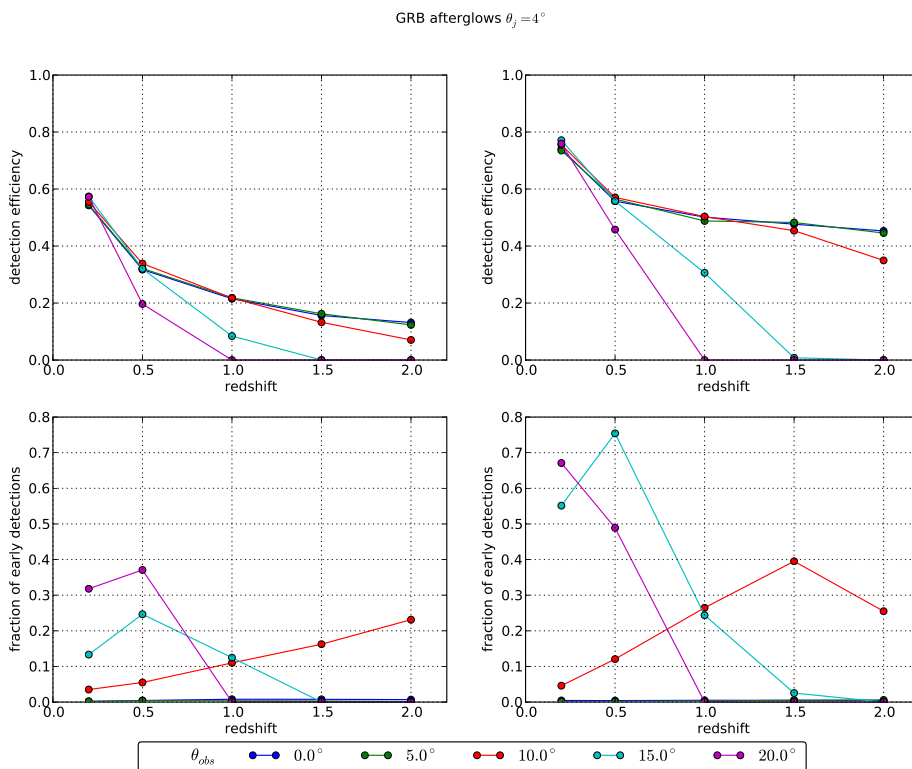 GRB afterglows θ_j = 4°
1.0
0.8
0.6
0.4
0.2
0.0
detection efficiency
0.0 0.5 1.0 1.5 2.0
redshift
1.0
0.8
0.6
0.4
0.2
0.0
detection efficiency
0.0 0.5 1.0 1.5 2.0
redshift
0.8
0.7
0.6
0.5
0.4
0.3
0.2
0.1
0.0
fraction of early detections
0.0 0.5 1.0 1.5 2.0
redshift
0.8
0.7
0.6
0.5
0.4
0.3
0.2
0.1
0.0
fraction of early detections
0.0 0.5 1.0 1.5 2.0
redshift
θ_obs 0.0° 5.0° 10.0° 15.0° 20.0°